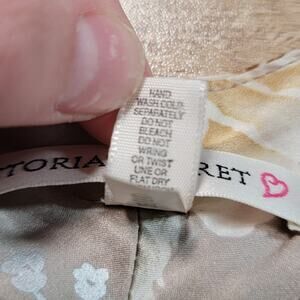 HAND
WASH COLD
SEPARATELY
DO NOT
BLEACH
DO NOT
WRING
OR TWIST
LINE OR
FLAT DRY
TORIA RET